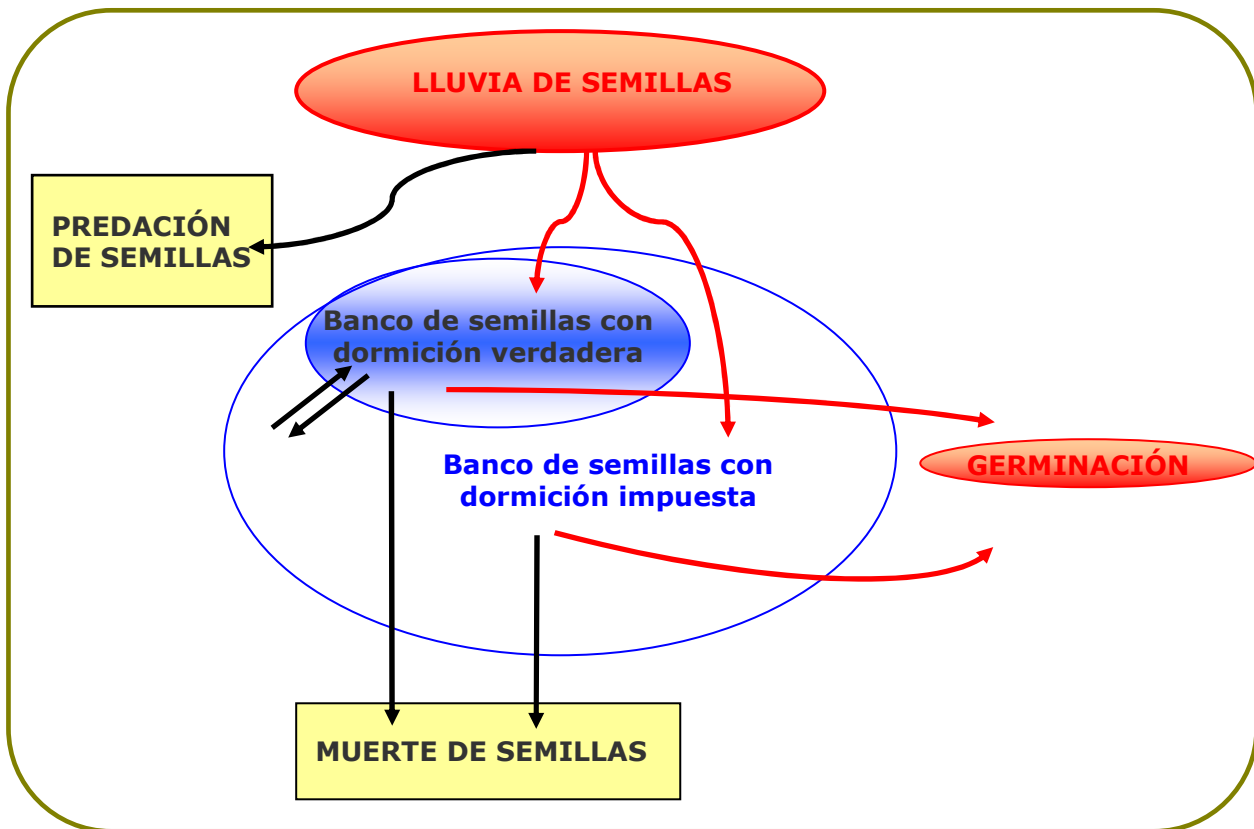 LLUVIA DE SEMILLAS
PREDACIÓN
DE SEMILLAS
Banco de semillas con
dormición verdadera
Banco de semillas con
dormición impuesta
GERMINACIÓN
MUERTE DE SEMILLAS